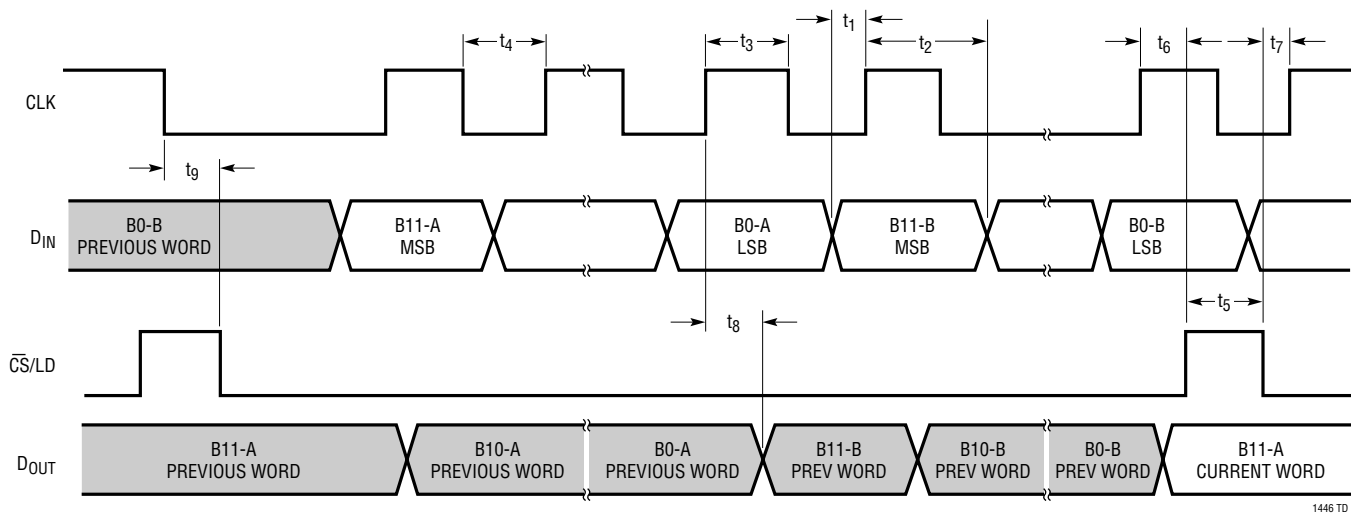 t1
t4
t3
t2
t6
t7
CLK
t9
DIN
B0-B
PREVIOUS WORD
B11-A
MSB
B0-A
LSB
B11-B
MSB
B0-B
LSB
t8
t5
C̅S̅/LD
DOUT
B11-A
PREVIOUS WORD
B10-A
PREVIOUS WORD
B0-A
PREVIOUS WORD
B11-B
PREV WORD
B10-B
PREV WORD
B0-B
PREV WORD
B11-A
CURRENT WORD
1446 TD